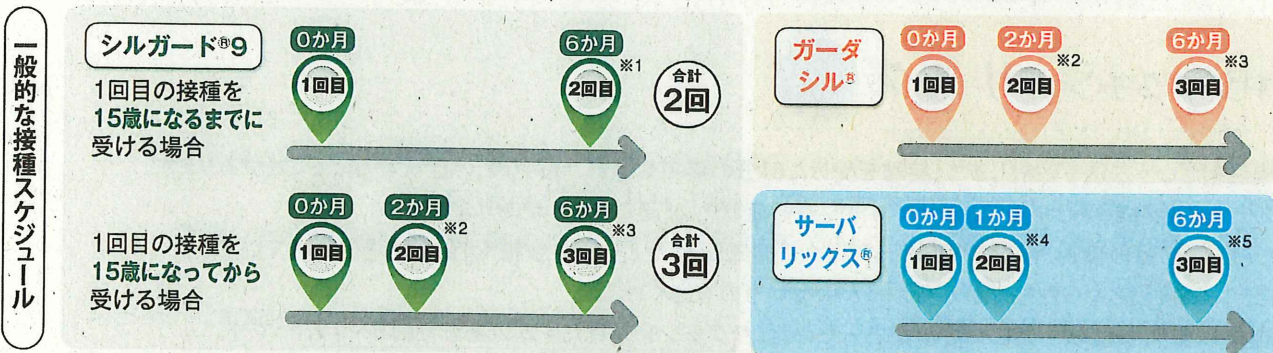 一般的な接種スケジュール
シルガード®9
1回目の接種を
15歳になるまでに
受ける場合
0か月
1回目
6か月
2回目
※1
合計
2回
1回目の接種を
15歳になってから
受ける場合
0か月
1回目
2か月
2回目
※2
6か月
3回目
※3
合計
3回
ガーダ
シル®
0か月
1回目
2か月
2回目
※2
6か月
3回目
※3
サーバ
リックス®
0か月
1回目
1か月
2回目
※4
6か月
3回目
※5